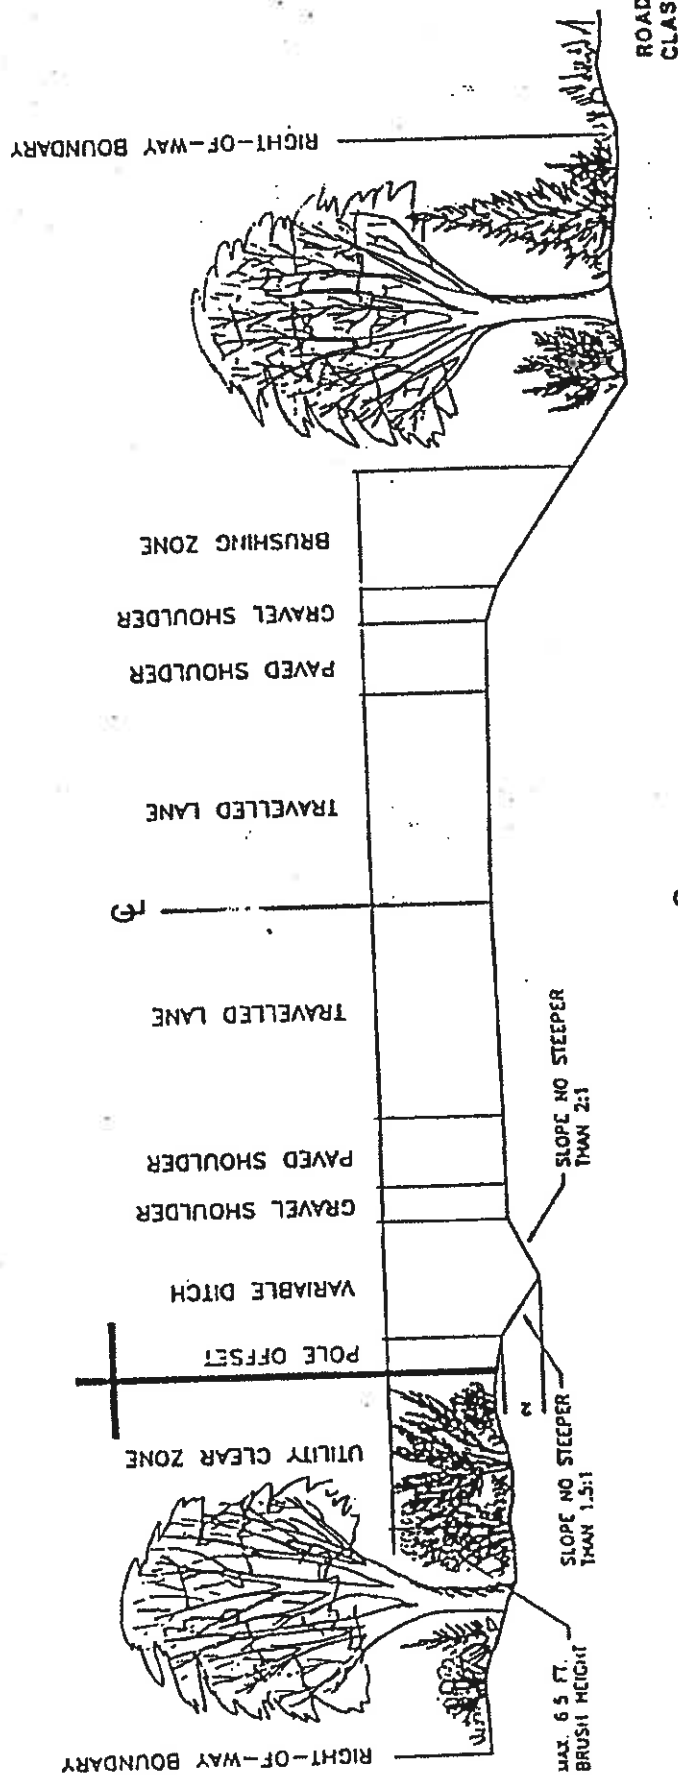 RIGHT-OF-WAY BOUNDARY
UTILITY CLEAR ZONE
POLE OFFSET
VARIABLE DITCH
GRAVEL SHOULDER
PAVED SHOULDER
TRAVELLED LANE
℄
TRAVELLED LANE
PAVED SHOULDER
GRAVEL SHOULDER
BRUSHING ZONE
RIGHT-OF-WAY BOUNDARY
MAX. 6.5 FT.
BRUSH HEIGHT
SLOPE NO STEEPER
THAN 1.5:1
2
SLOPE NO STEEPER
THAN 2:1
ROAD
CLAS